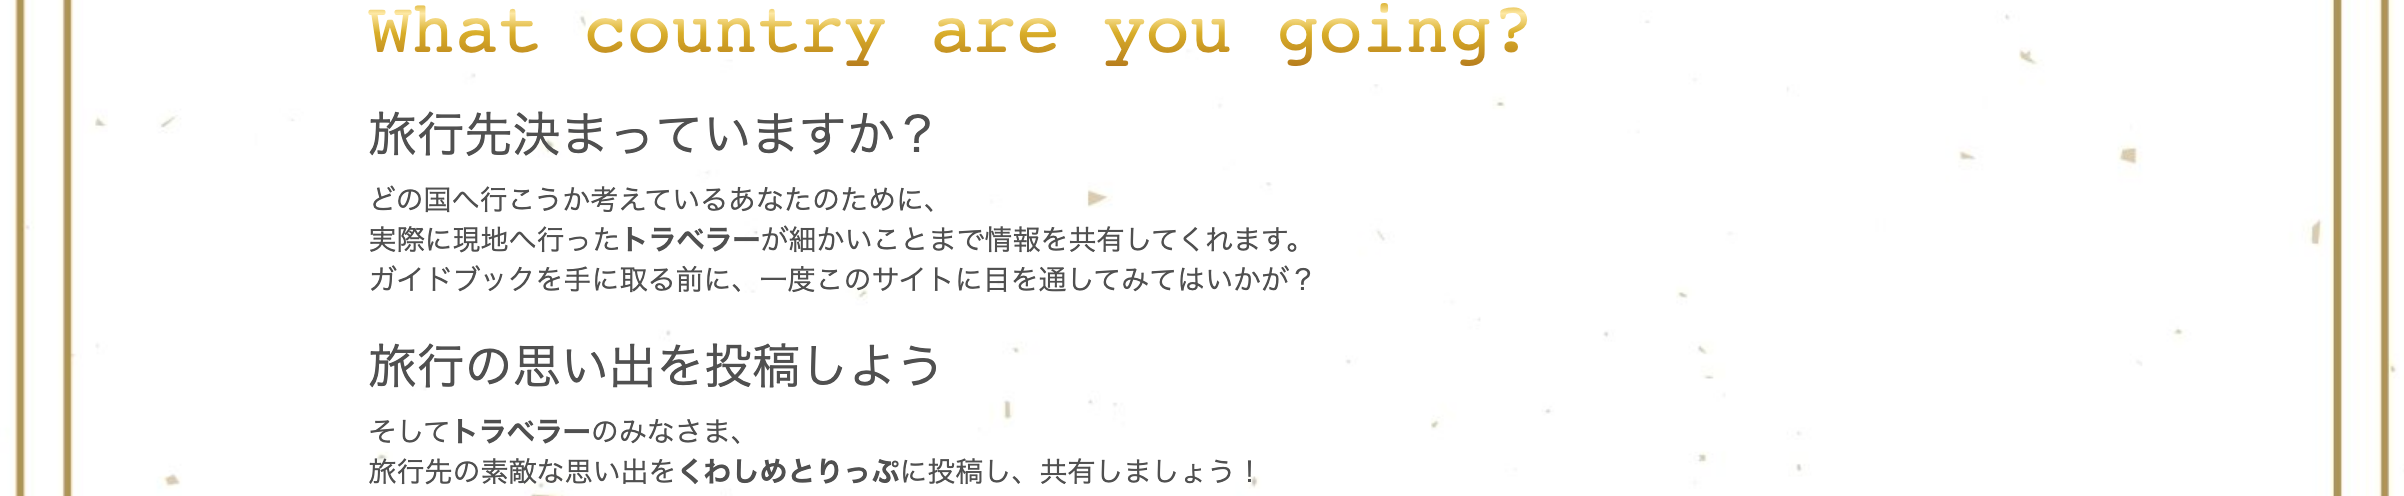 What country are you going?
旅行先決まっていますか？
どの国へ行こうか考えているあなたのために、
実際に現地へ行ったトラベラーが細かいことまで情報を共有してくれます。
ガイドブックを手に取る前に、一度このサイトに目を通してみてはいかが？
旅行の思い出を投稿しよう
そしてトラベラーのみなさま、
旅行先の素敵な思い出をくわしめとりっぷに投稿し、共有しましょう！